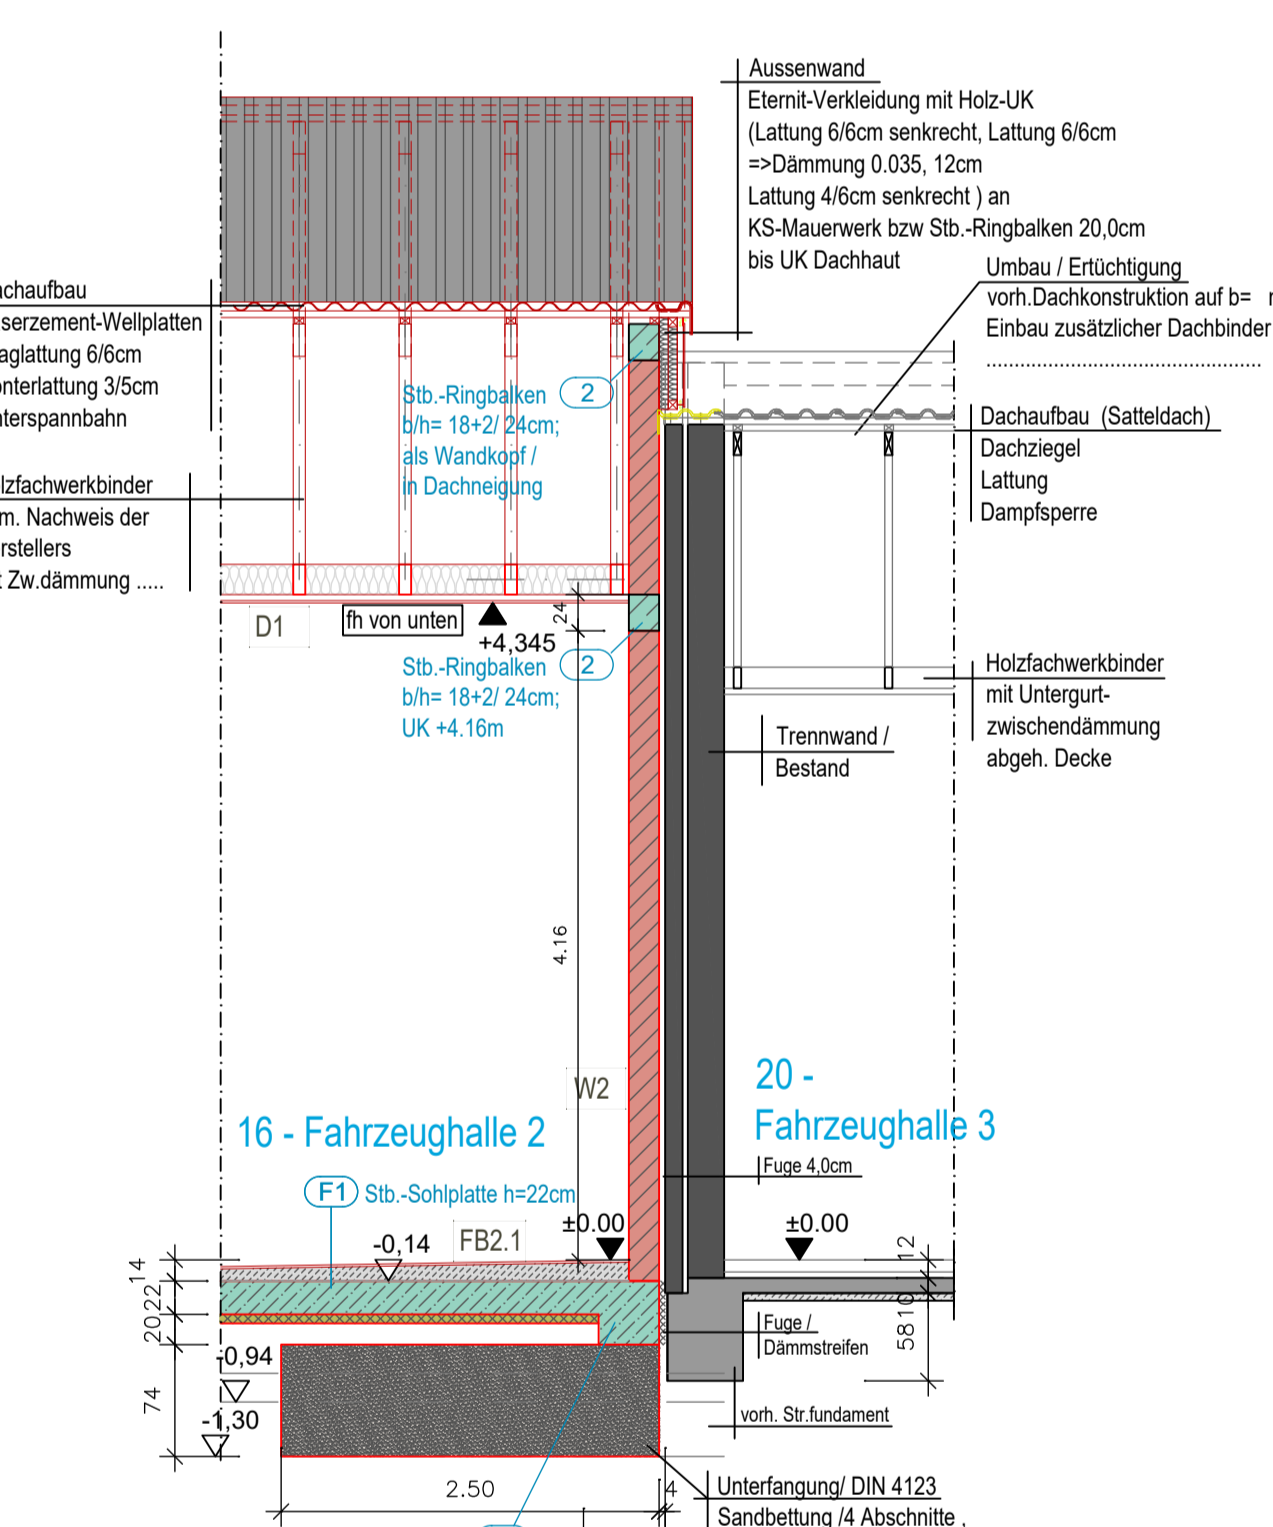 Aussenwand
Eternit-Verkleidung mit Holz-UK
(Lattung 6/6cm senkrecht, Lattung 6/6cm
=>Dämmung 0.035, 12cm
Lattung 4/6cm senkrecht ) an
KS-Mauerwerk bzw Stb.-Ringbalken 20,0cm
bis UK Dachhaut
Umbau / Ertüchtigung
vorh.Dachkonstruktion auf b=
Einbau zusätzlicher Dachbinder
............................................
achaufbau
serzement-Wellplatten
aglattung 6/6cm
onterlattung 3/5cm
nterspannbahn
Stb.-Ringbalken
b/h= 18+2/ 24cm;
als Wandkopf /
in Dachneigung
2
Dachaufbau (Satteldach)
Dachziegel
Lattung
Dampfsperre
lzfachwerkbinder
m. Nachweis der
rstellers
t Zw.dämmung .....
D1
fh von unten
+4,345
24
Stb.-Ringbalken
b/h= 18+2/ 24cm;
UK +4.16m
2
Holzfachwerkbinder
mit Untergurt-
zwischendämmung
abgeh. Decke
Trennwand /
Bestand
4.16
W2
16 - Fahrzeughalle 2
20 -
Fahrzeughalle 3
Fuge 4,0cm
F1
Stb.-Sohlplatte h=22cm
-0,14
FB2.1
±0.00
±0.00
12
14
22
20
10
58
Fuge /
Dämmstreifen
-0,94
74
-1,30
vorh. Str.fundament
2.50
4
Unterfangung/ DIN 4123
Sandbettung /4 Abschnitte ,